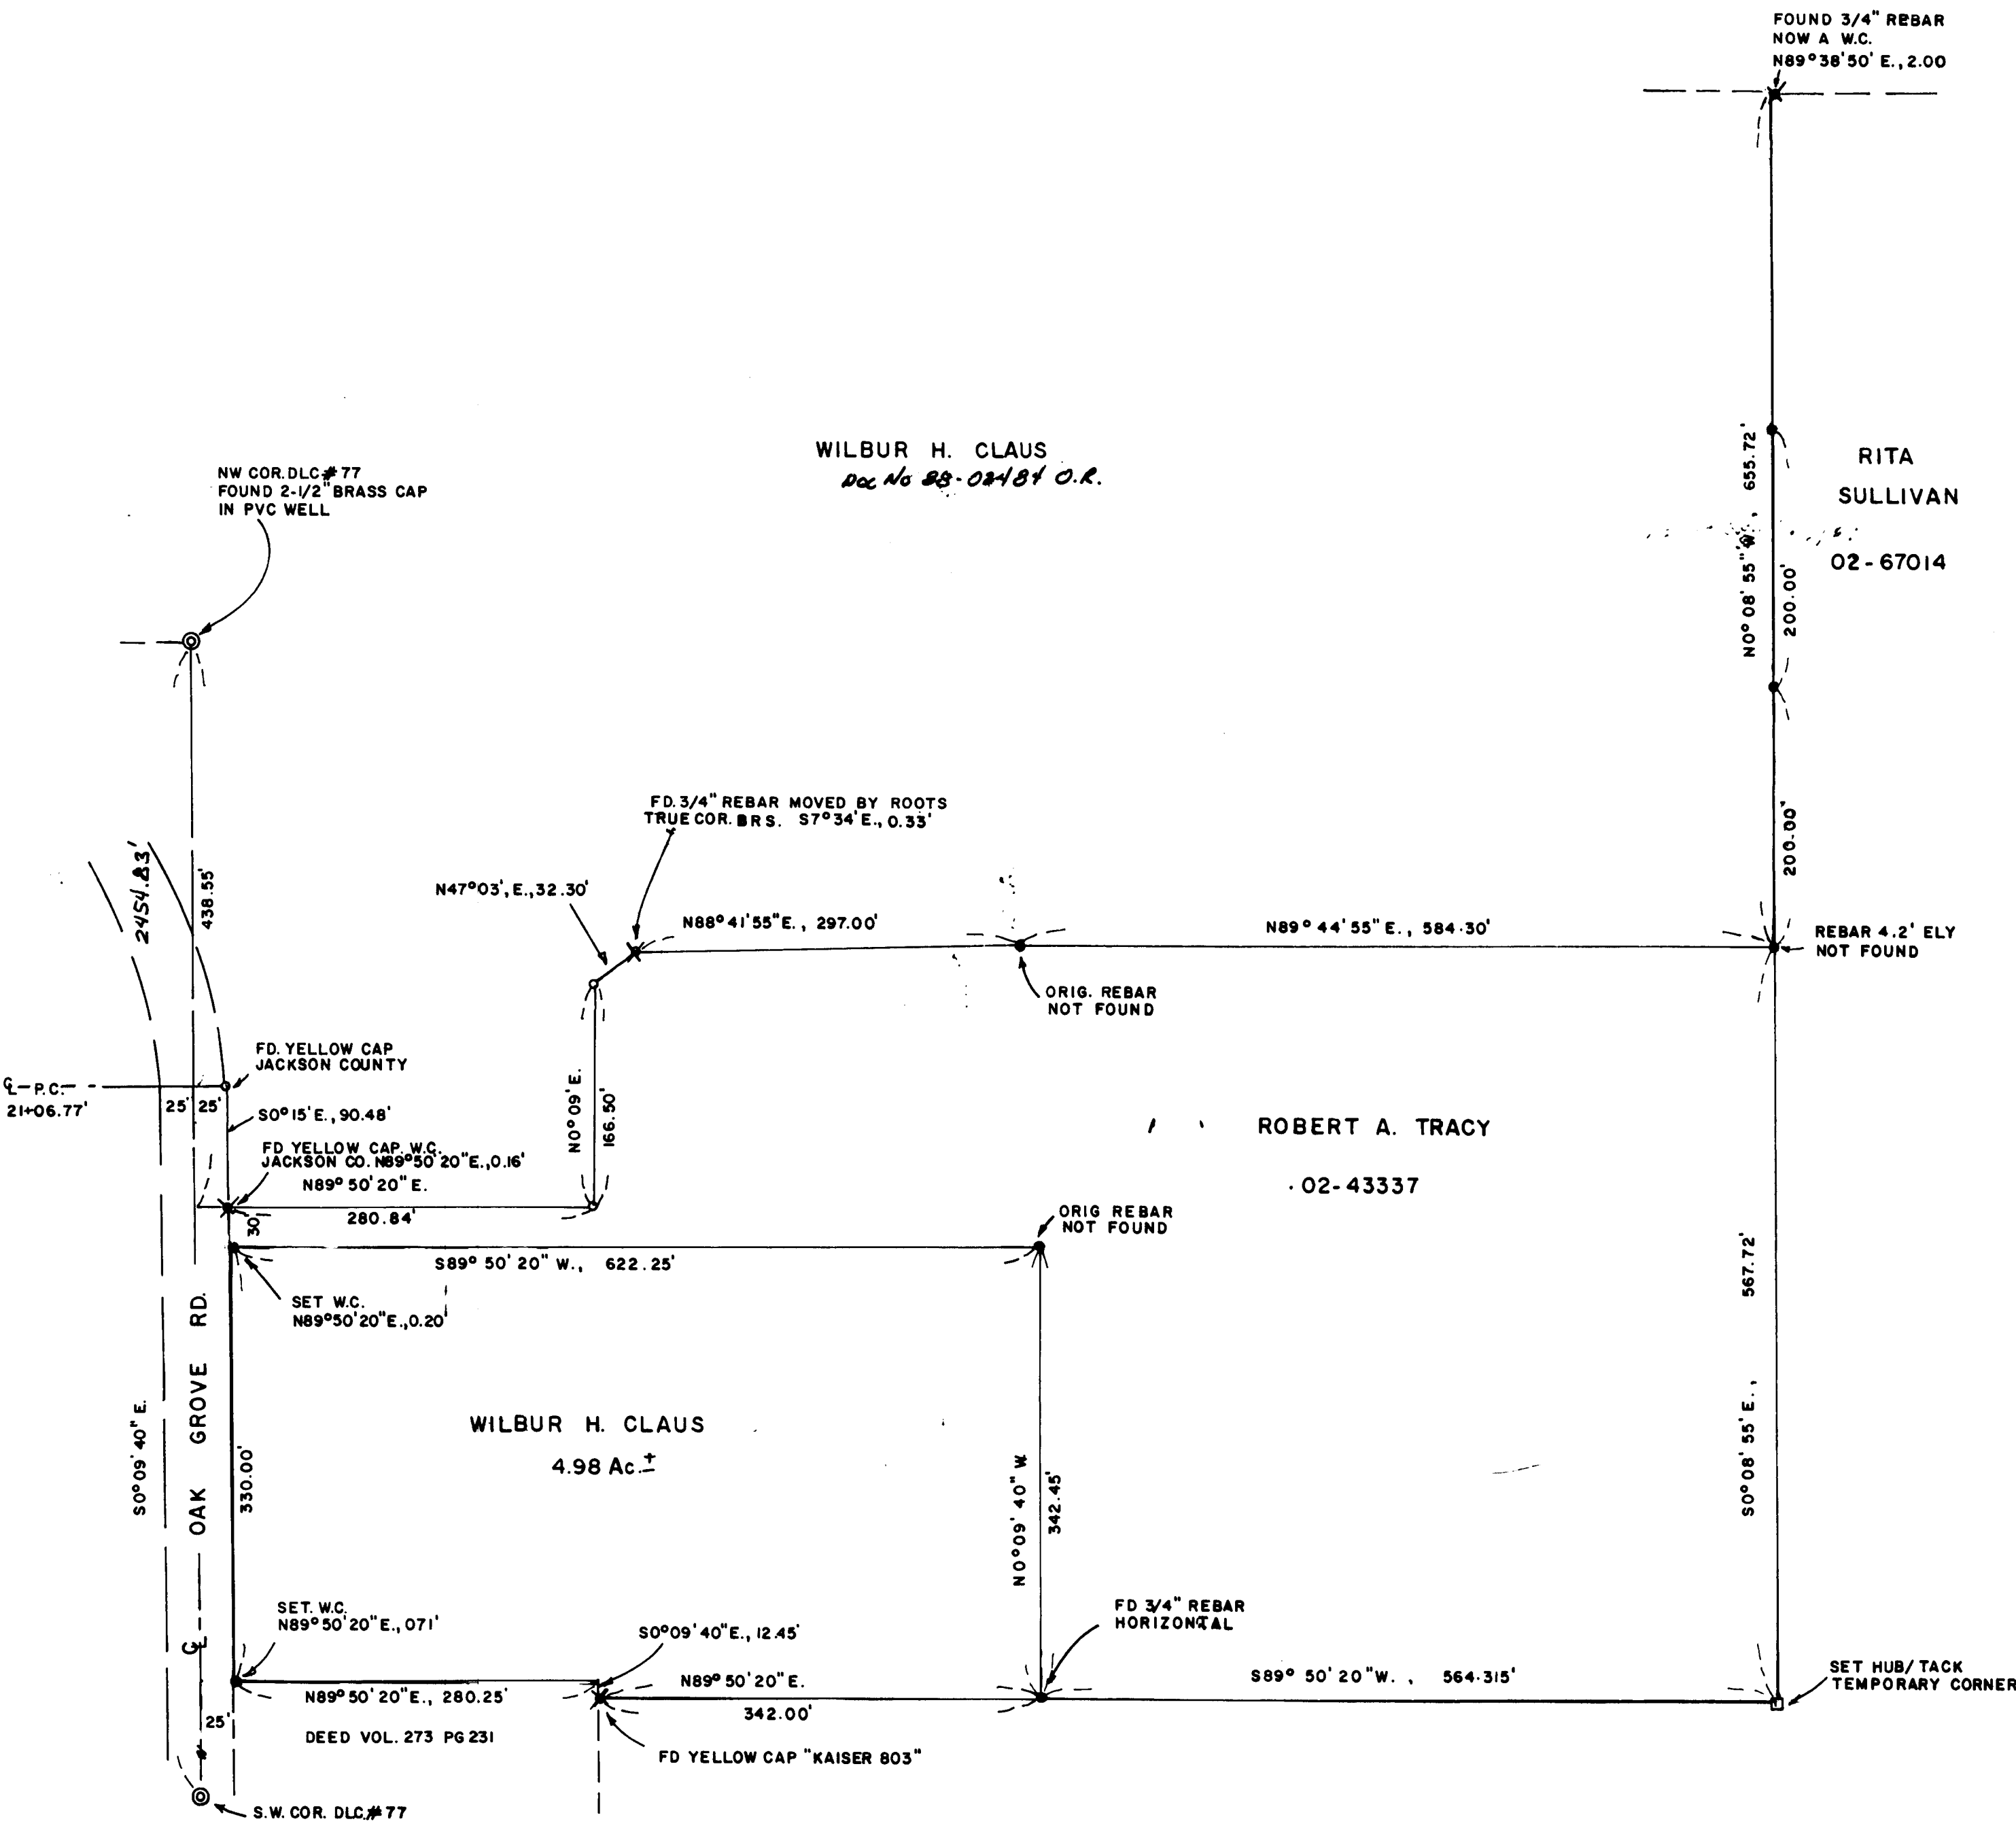 FOUND 3/4" REBAR
NOW A W.C.
N89°38'50' E., 2.00
WILBUR H. CLAUS
Doc No 88-02484 O.R.
NW COR. DLC #77
FOUND 2-1/2" BRASS CAP
IN PVC WELL
N0° 08' 55" W., 655.72'
RITA
SULLIVAN
02-67014
200.00'
200.00'
FD. 3/4" REBAR MOVED BY ROOTS
TRUE COR. BRS. S7°34'E., 0.33'
2454.83'
438.55'
N47°03', E., 32.30'
N88°41'55"E., 297.00'
N89°44'55"E., 584.30'
REBAR 4.2' ELY
NOT FOUND
ORIG. REBAR
NOT FOUND
FD. YELLOW CAP
JACKSON COUNTY
℄ P.C.
21+06.77'
25' 25'
S0°15'E., 90.48'
N0°09'E.
166.50'
ROBERT A. TRACY
02-43337
FD YELLOW CAP. W.C.
JACKSON CO. N89°50'20"E., 0.16'
N89°50'20"E.
280.84'
30'
ORIG REBAR
NOT FOUND
S89°50'20"W., 622.25'
SET W.C.
N89°50'20"E., 0.20'
S0°09'40"E.
OAK GROVE RD.
330.00'
WILBUR H. CLAUS
4.98 Ac.±
N0°09'40"W.
342.45'
S0°08'55'E., 567.72'
SET. W.C.
N89°50'20"E., 071'
S0°09'40"E., 12.45'
FD 3/4" REBAR
HORIZONTAL
℄
N89°50'20"E., 280.25'
N89°50'20"E.
342.00'
S89°50'20"W., 564.315'
SET HUB/TACK
TEMPORARY CORNER
25'
DEED VOL. 273 PG 231
FD YELLOW CAP "KAISER 803"
S.W. COR. DLC. #77